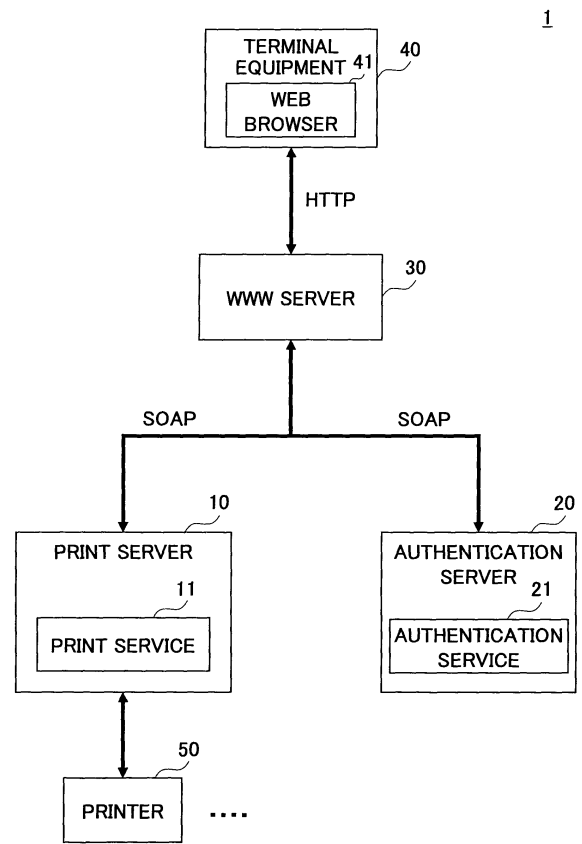 1
TERMINAL
EQUIPMENT
40
41
WEB
BROWSER
HTTP
30
WWW SERVER
SOAP
SOAP
10
PRINT SERVER
11
PRINT SERVICE
20
AUTHENTICATION
SERVER
21
AUTHENTICATION
SERVICE
50
PRINTER
....